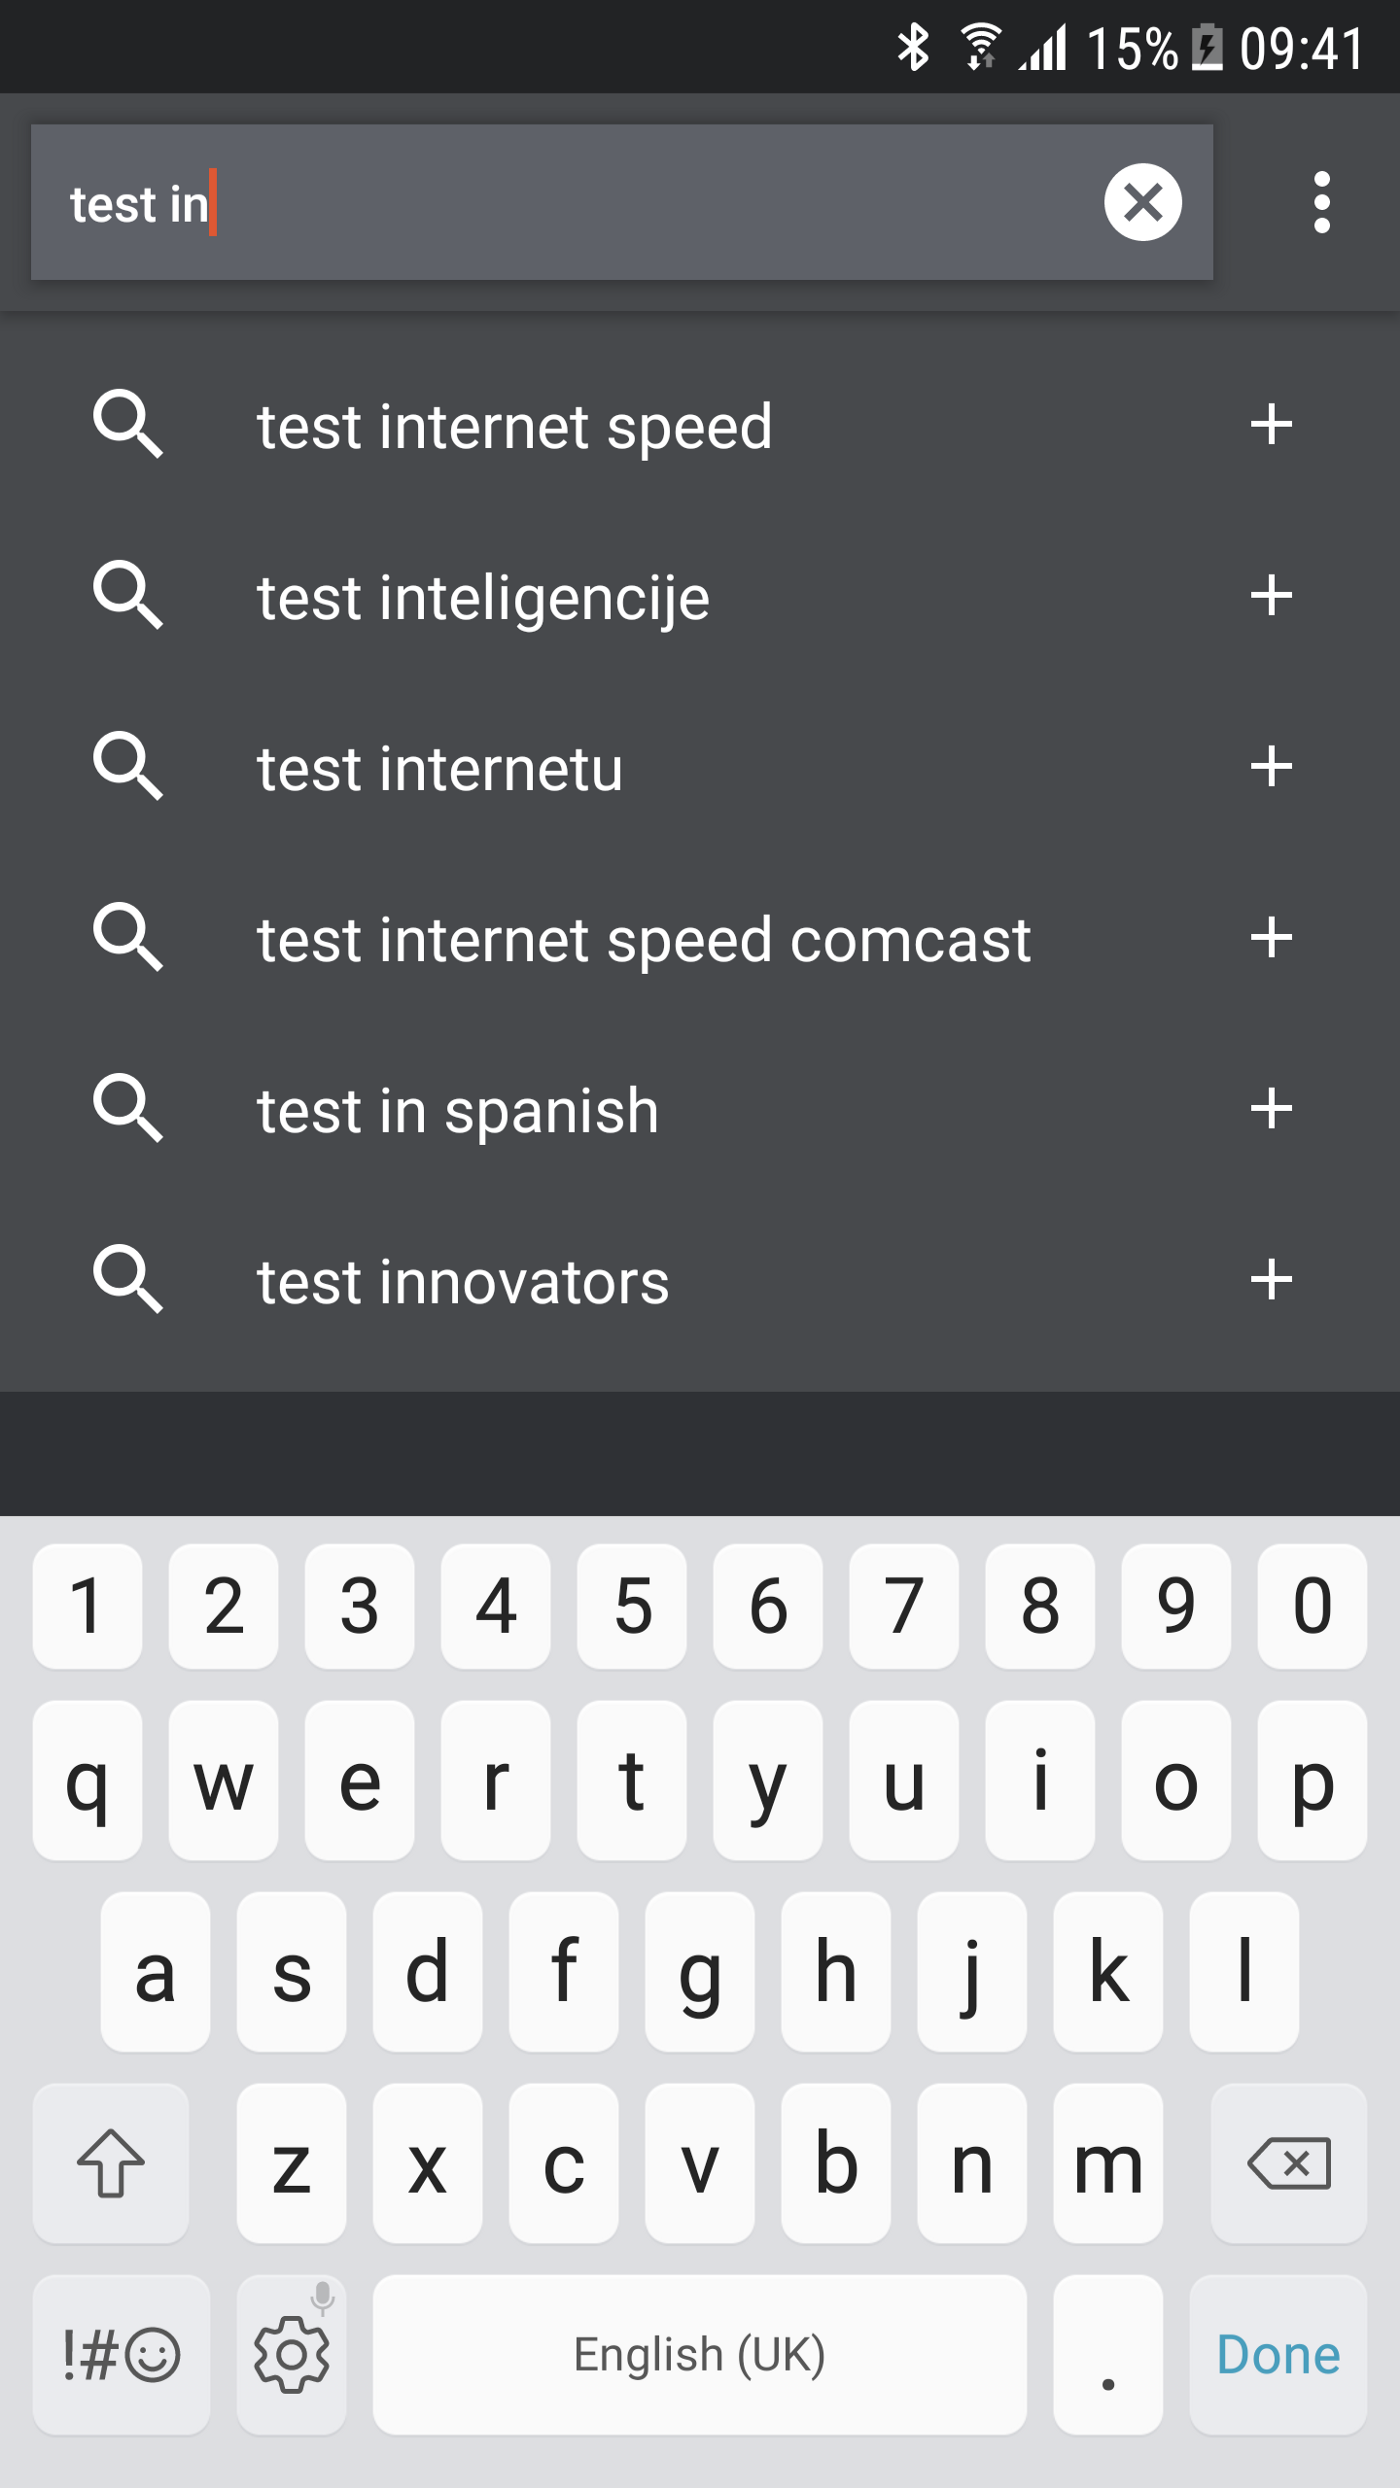 15% 09:41
test in
test internet speed
test inteligencije
test internetu
test internet speed comcast
test in spanish
test innovators
1 2 3 4 5 6 7 8 9 0
q w e r t y u i o p
a s d f g h j k l
z x c v b n m
!#☺ English (UK) . Done